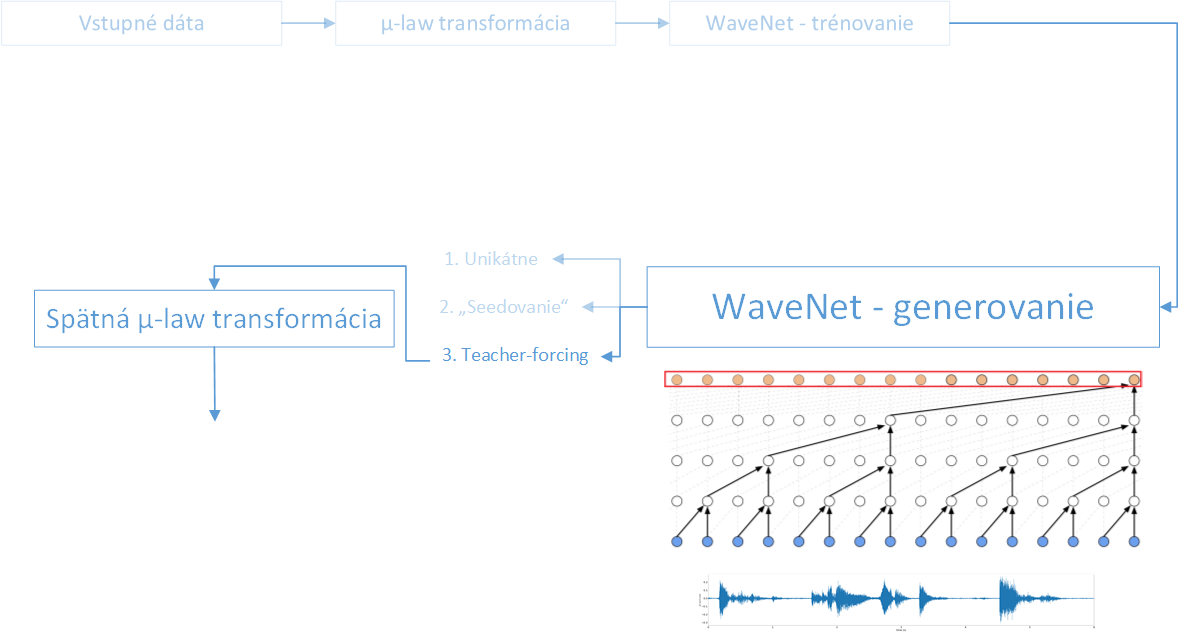 Vstupné dáta
µ-law transformácia
WaveNet - trénovanie
1. Unikátne
2. „Seedovanie“
3. Teacher-forcing
WaveNet - generovanie
Spätná µ-law transformácia